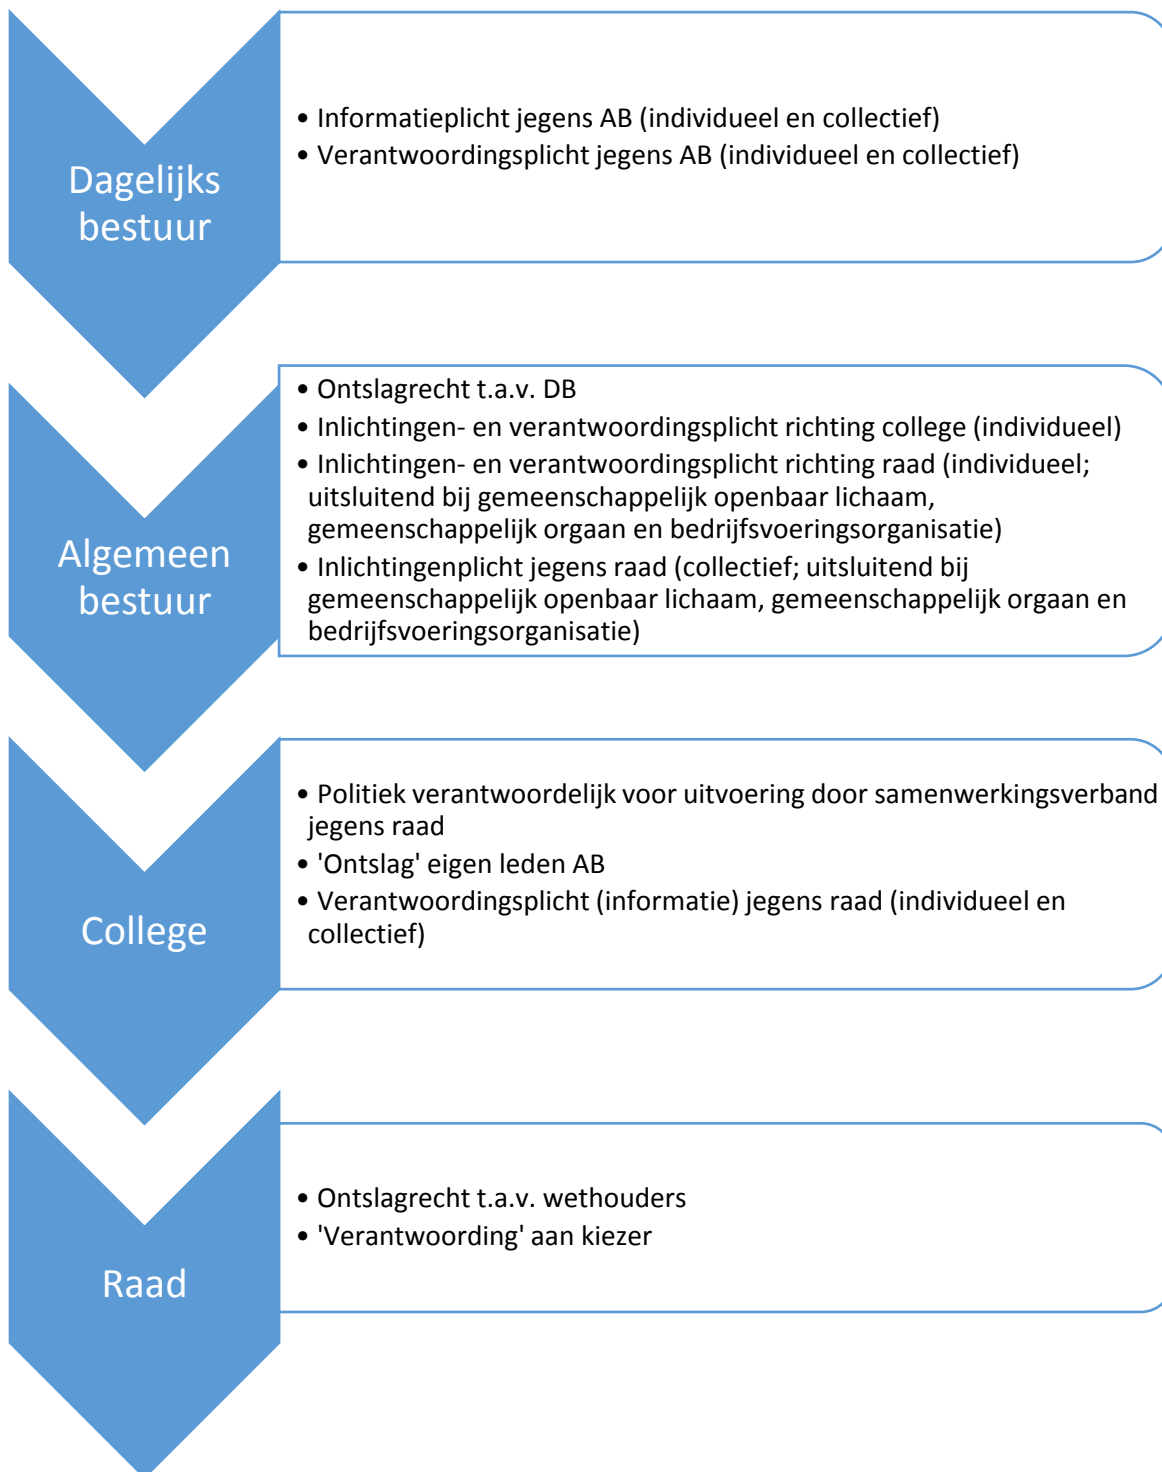 Dagelijks
bestuur
• Informatieplicht jegens AB (individueel en collectief)
• Verantwoordingsplicht jegens AB (individueel en collectief)
Algemeen
bestuur
• Ontslagrecht t.a.v. DB
• Inlichtingen- en verantwoordingsplicht richting college (individueel)
• Inlichtingen- en verantwoordingsplicht richting raad (individueel;
uitsluitend bij gemeenschappelijk openbaar lichaam,
gemeenschappelijk orgaan en bedrijfsvoeringsorganisatie)
• Inlichtingenplicht jegens raad (collectief; uitsluitend bij
gemeenschappelijk openbaar lichaam, gemeenschappelijk orgaan en
bedrijfsvoeringsorganisatie)
College
• Politiek verantwoordelijk voor uitvoering door samenwerkingsverband
jegens raad
• 'Ontslag' eigen leden AB
• Verantwoordingsplicht (informatie) jegens raad (individueel en
collectief)
Raad
• Ontslagrecht t.a.v. wethouders
• 'Verantwoording' aan kiezer